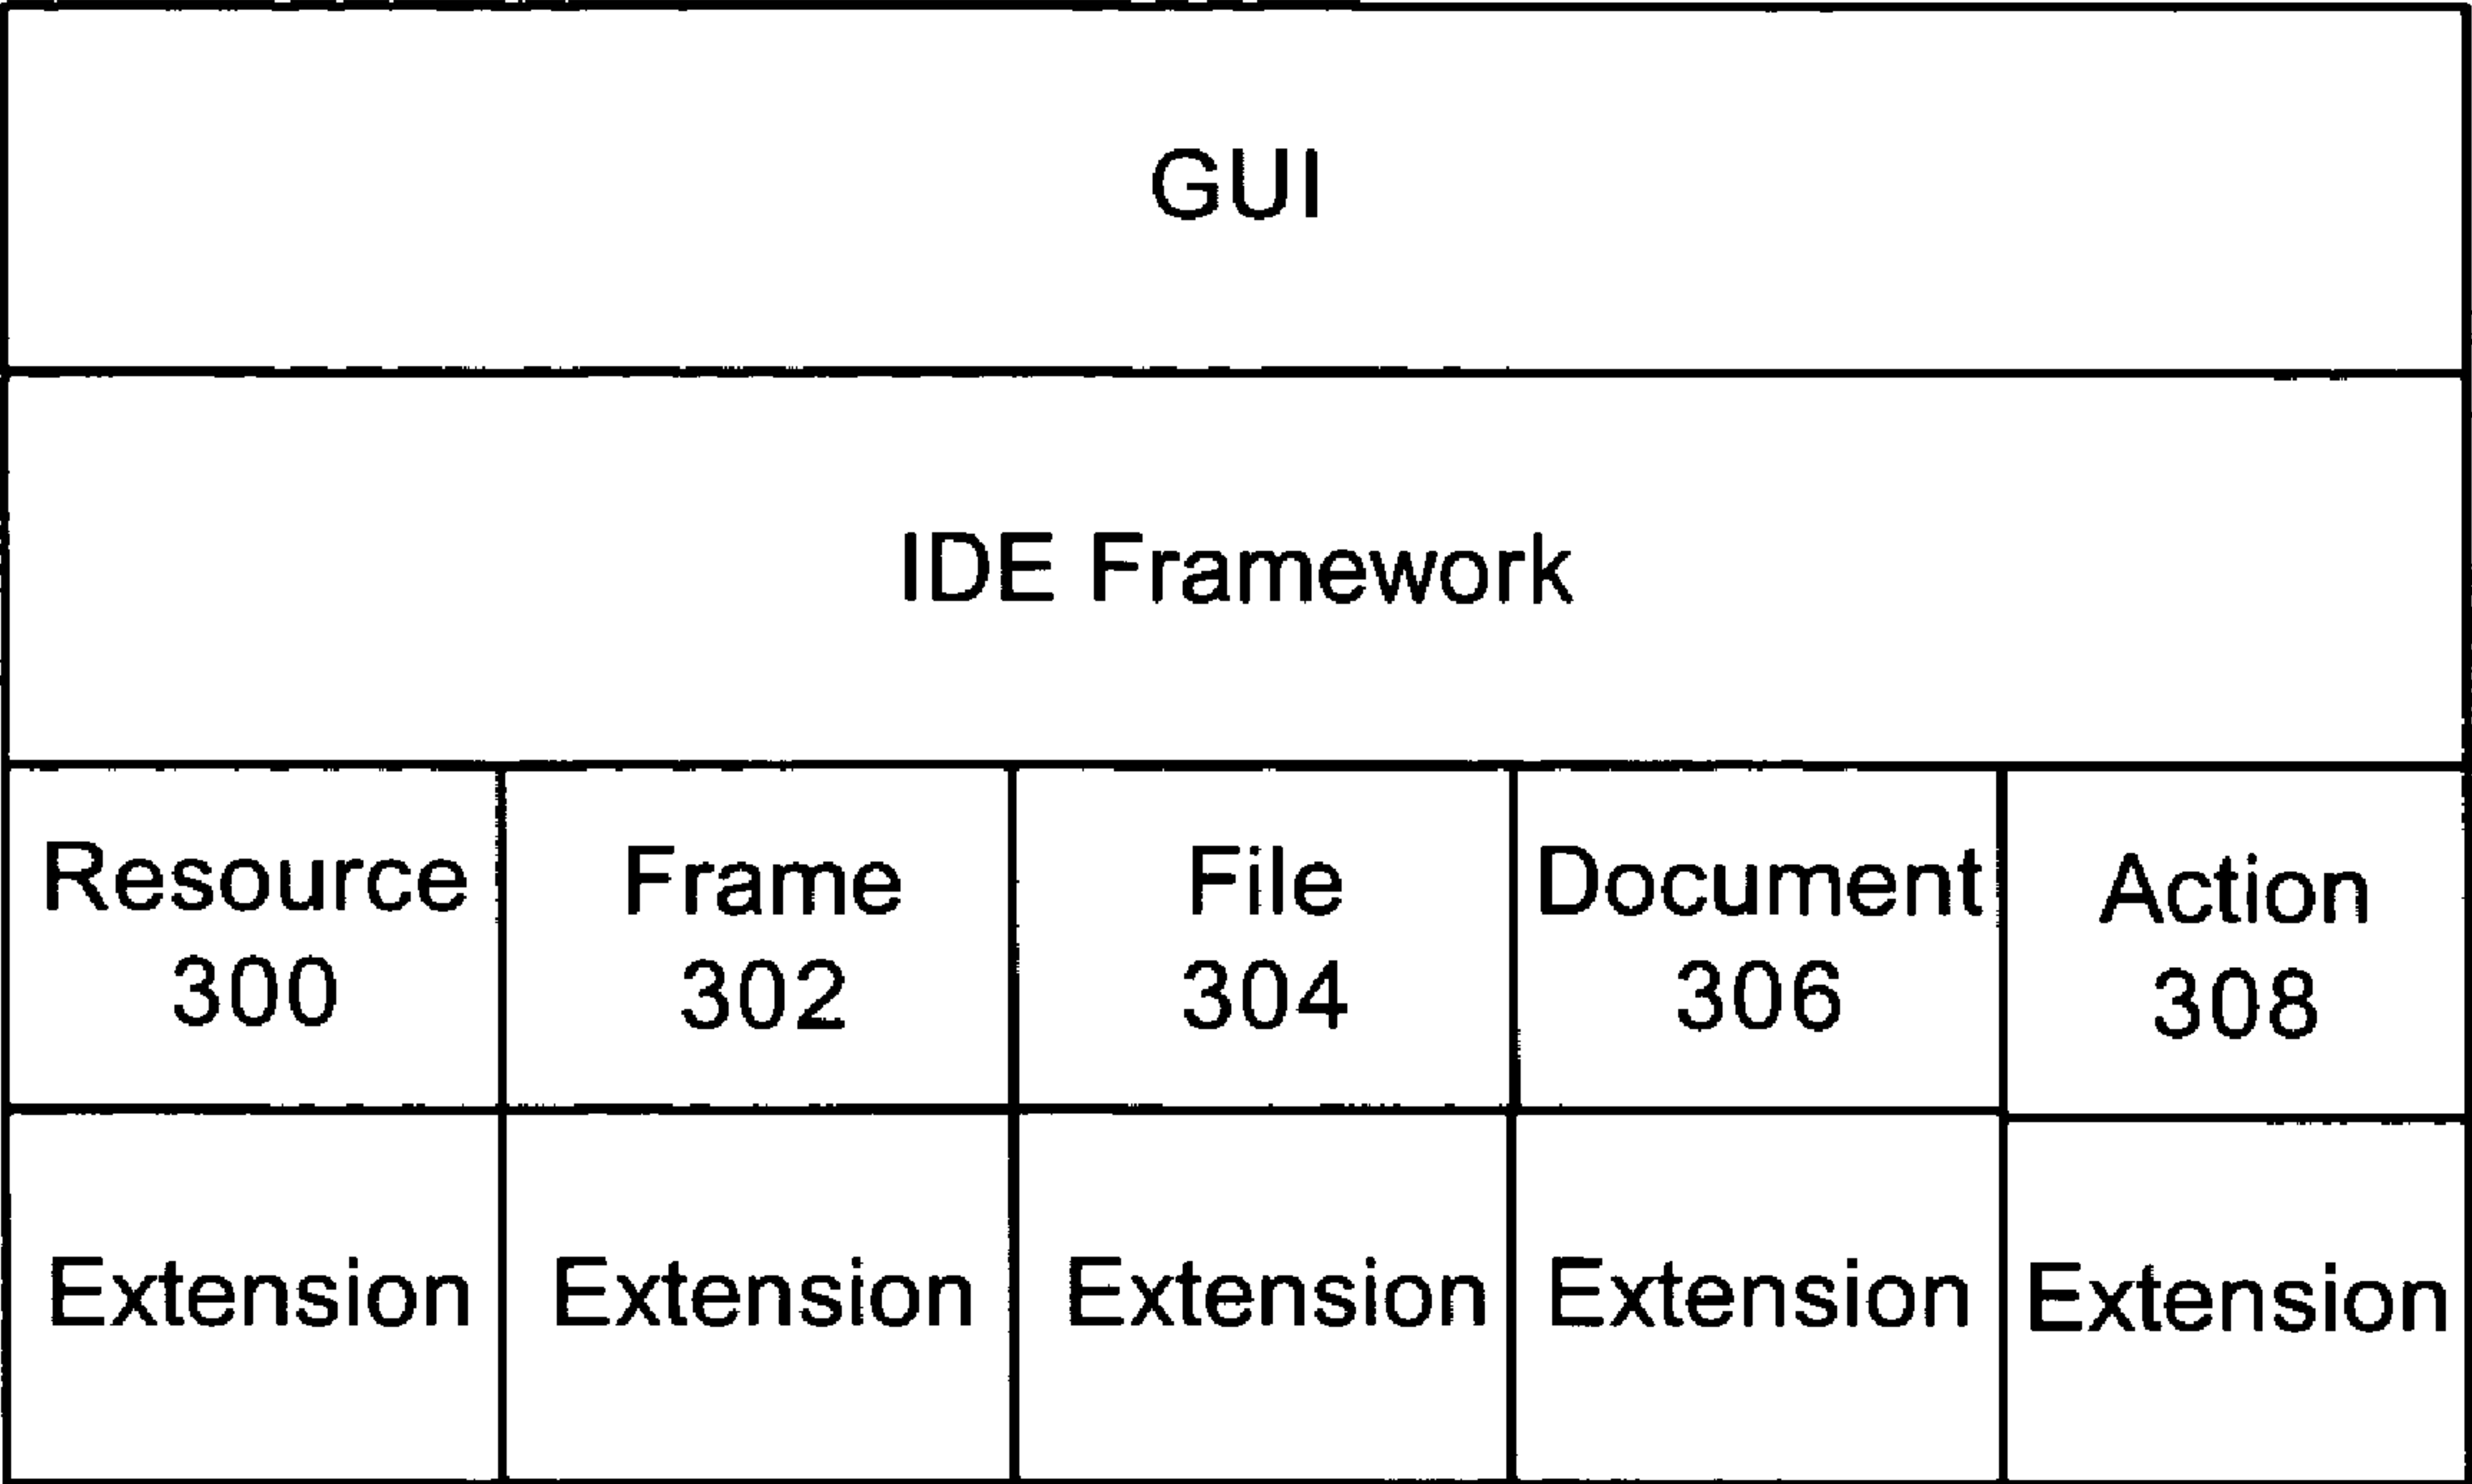 GUI
IDE Framework
Resource
300
Frame
302
File
304
Document
306
Action
308
Extension
Extension
Extension
Extension
Extension